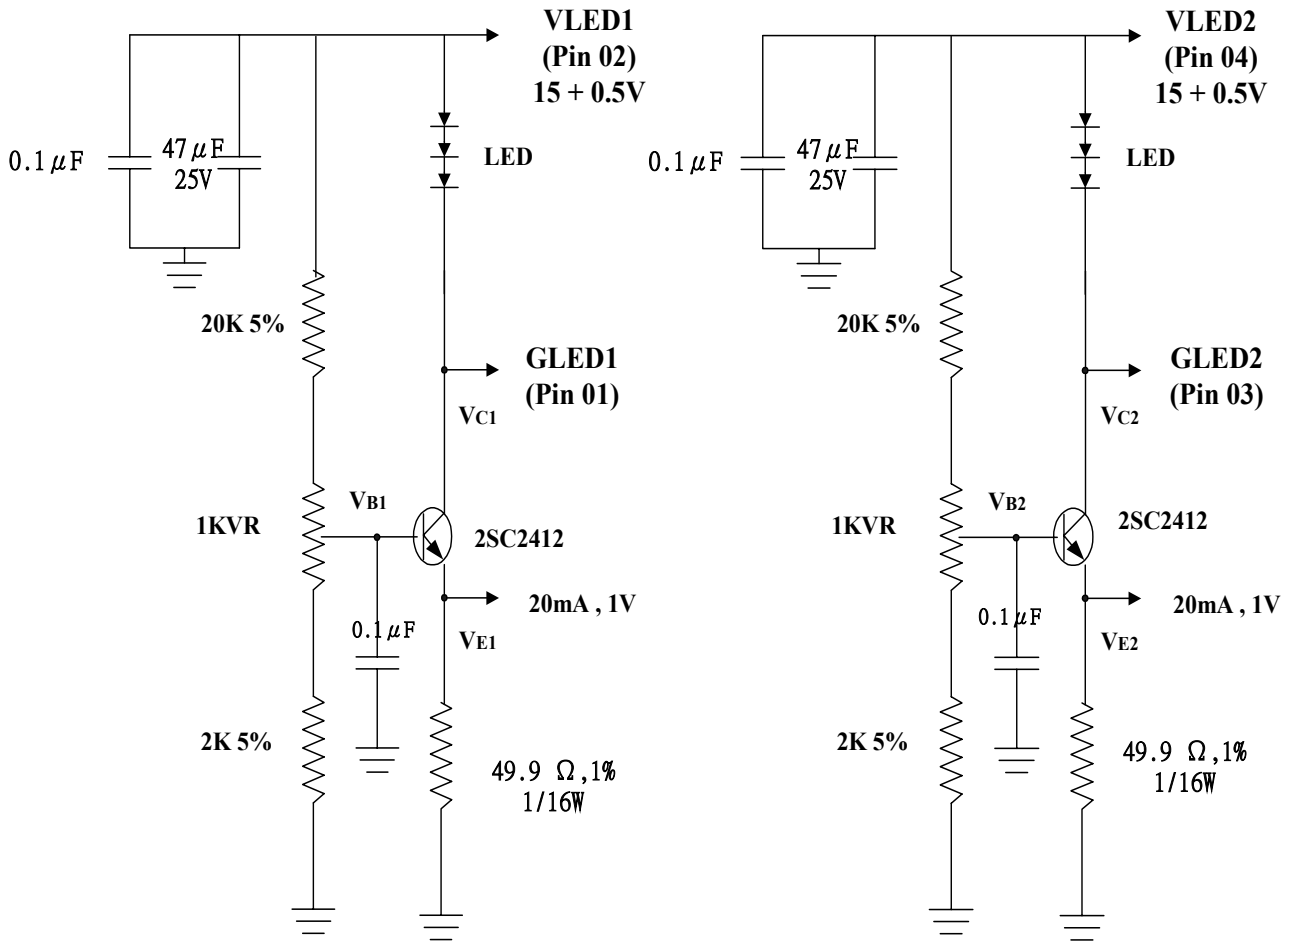 VLED1
(Pin 02)
15 + 0.5V
0.1μF
47μF
25V
LED
20K 5%
GLED1
(Pin 01)
VC1
VB1
1KVR
2SC2412
20mA , 1V
0.1μF
VE1
2K 5%
49.9 Ω,1%
1/16W
VLED2
(Pin 04)
15 + 0.5V
0.1μF
47μF
25V
LED
20K 5%
GLED2
(Pin 03)
VC2
VB2
1KVR
2SC2412
20mA , 1V
0.1μF
VE2
2K 5%
49.9 Ω,1%
1/16W